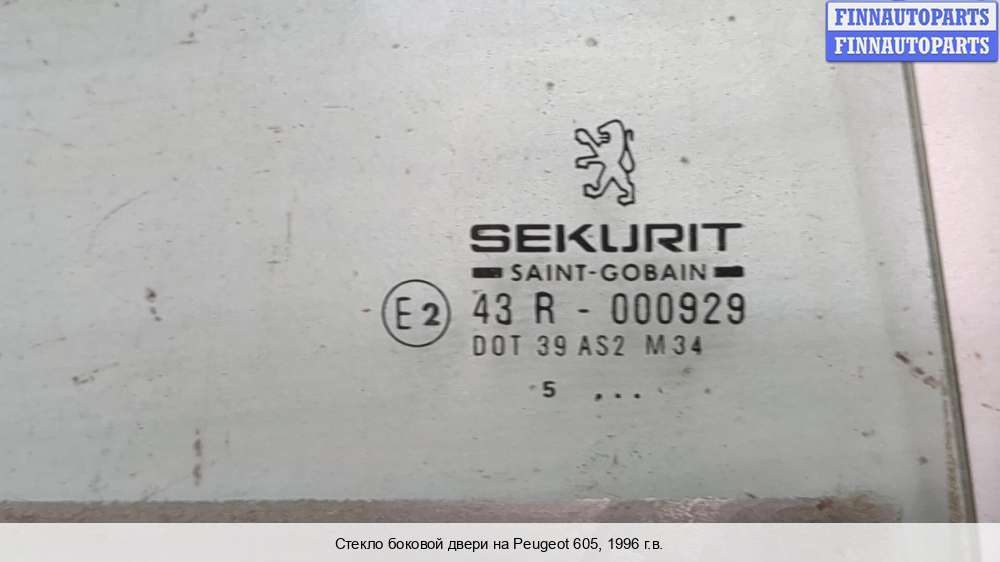 FINNAUTOPARTS
FINNAUTOPARTS
SEKURIT
SAINT-GOBAIN
E2 43 R - 000929
DOT 39 AS2 M34
5 ...
Стекло боковой двери на Peugeot 605, 1996 г.в.